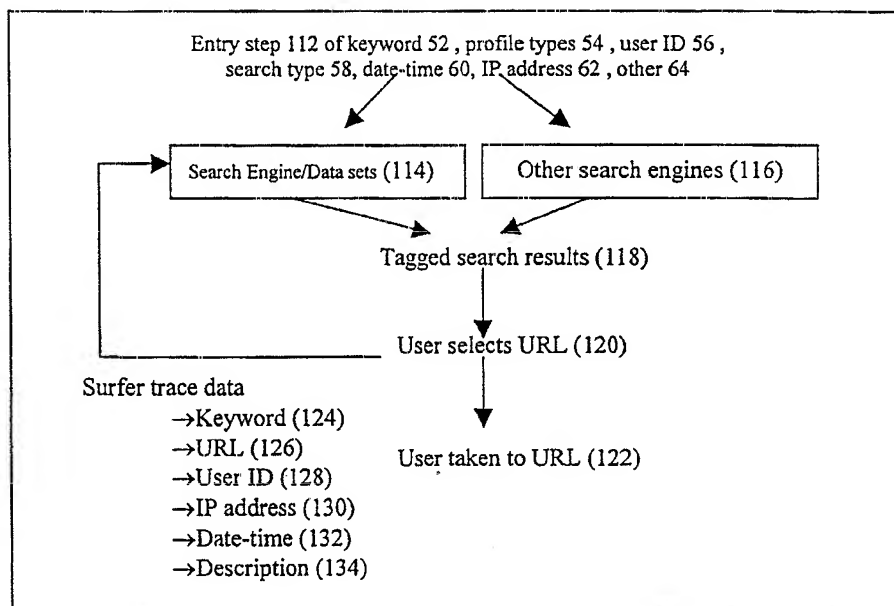 Entry step 112 of keyword 52 , profile types 54 , user ID 56 ,
search type 58, date-time 60, IP address 62 , other 64
Search Engine/Data sets (114)
Other search engines (116)
Tagged search results (118)
User selects URL (120)
Surfer trace data
→Keyword (124)
→URL (126)
User taken to URL (122)
→User ID (128)
→IP address (130)
→Date-time (132)
→Description (134)